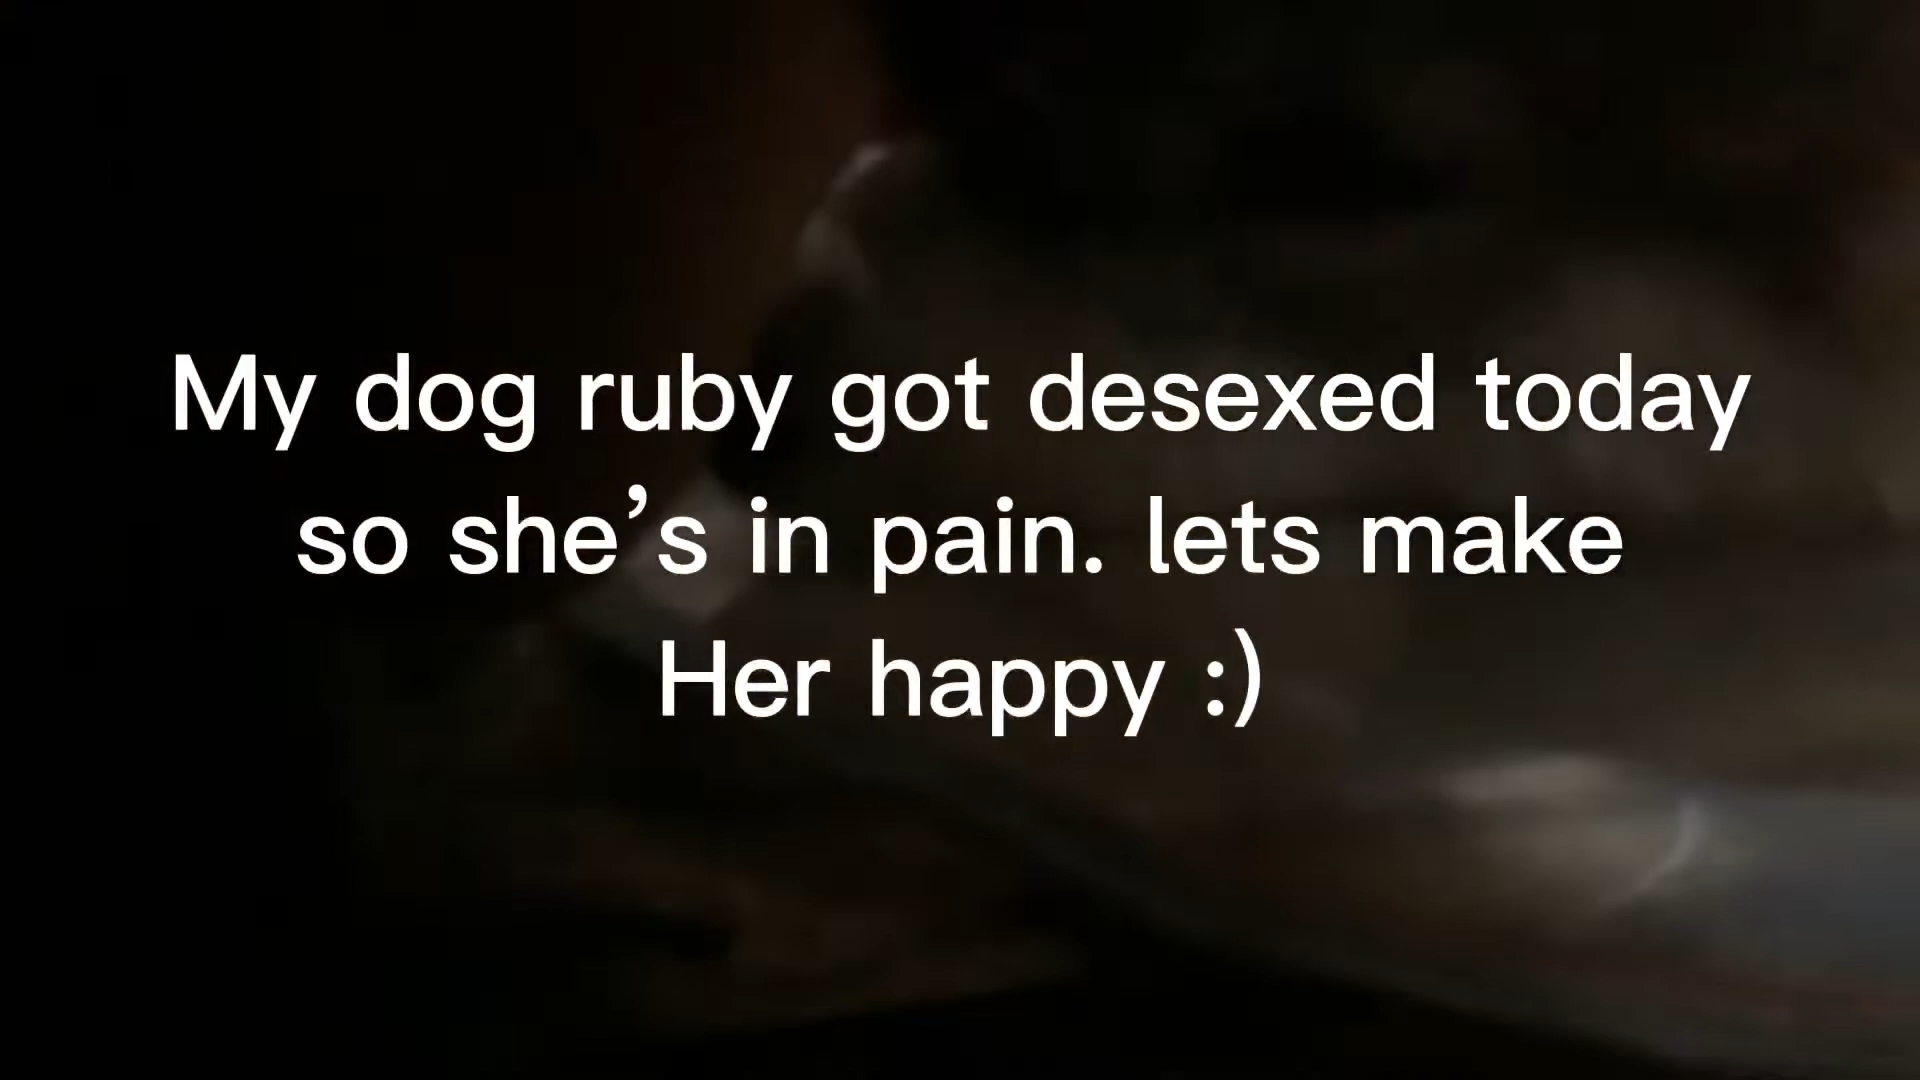 My dog ruby got desexed today
so she’s in pain. lets make
Her happy :)